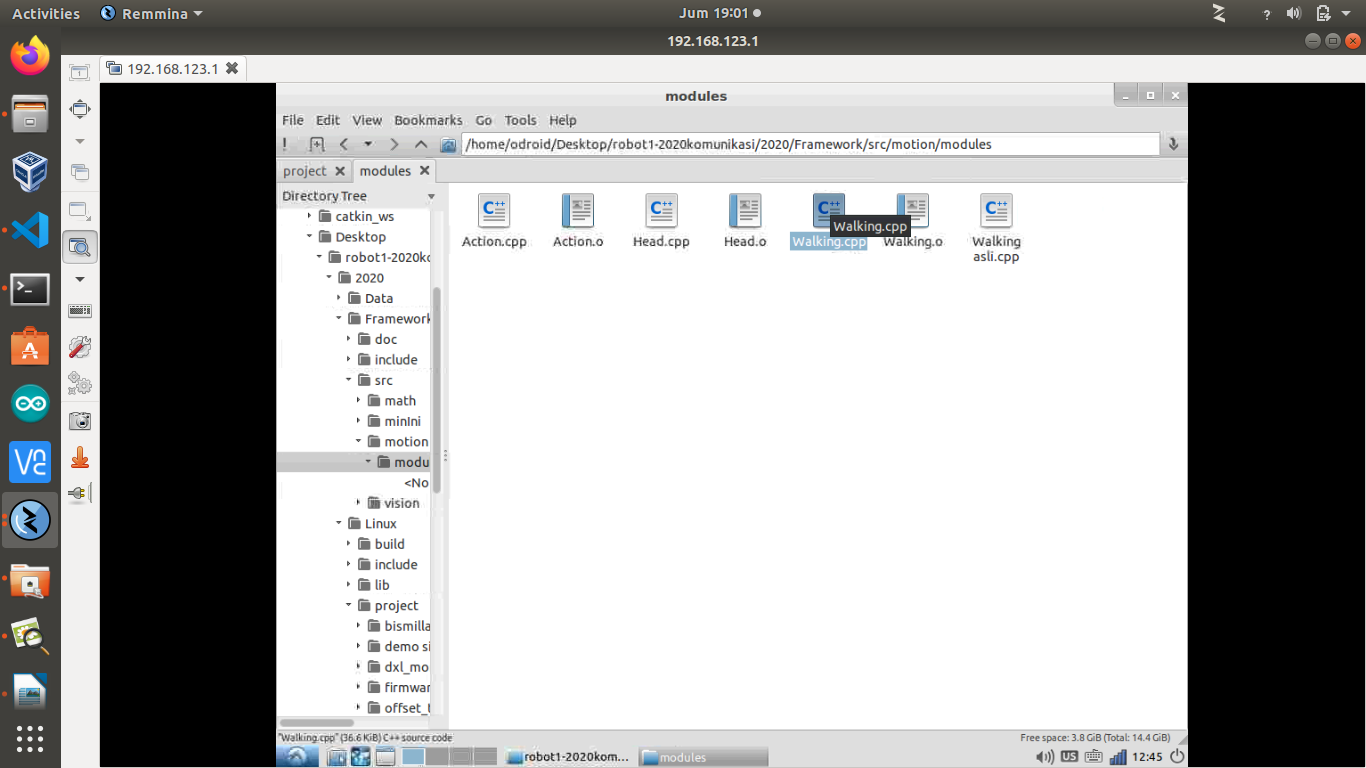 Activities Remmina Jum 19:01 ?
192.168.123.1
192.168.123.1
modules
File Edit View Bookmarks Go Tools Help
/home/odroid/Desktop/robot1-2020komunikasi/2020/Framework/src/motion/modules
project modules
Directory Tree
catkin_ws
Desktop
robot1-2020k
2020
Data
Framework
doc
include
src
math
minIni
motion
modu
<No
vision
Linux
build
include
lib
project
bismilla
demo si
dxl_mo
firmwar
offset_t
Action.cpp Action.o Head.cpp Head.o Walking.cpp Walking.o Walking
asli.cpp
Walking.cpp
"Walking.cpp" (36.6 KiB) C++ source code Free space: 3.8 GiB (Total: 14.4 GiB)
robot1-2020kom... modules US 12:45